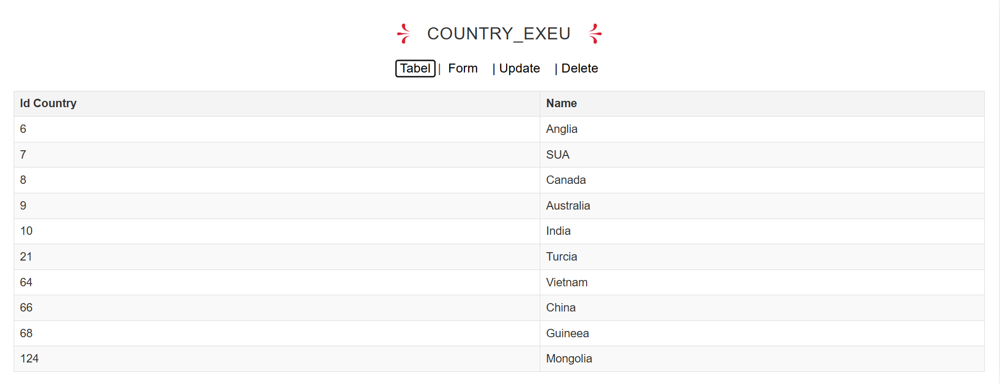 COUNTRY_EXEU
Tabel | Form | Update | Delete
Id Country Name
6 Anglia
7 SUA
8 Canada
9 Australia
10 India
21 Turcia
64 Vietnam
66 China
68 Guineea
124 Mongolia